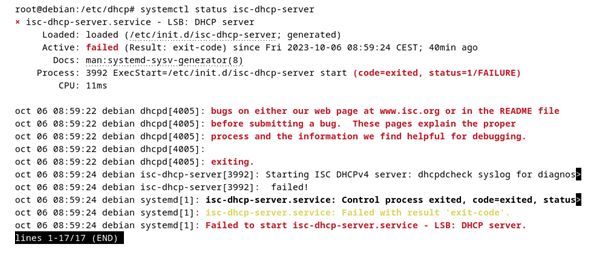 root@debian:/etc/dhcp# systemctl status isc-dhcp-server
× isc-dhcp-server.service - LSB: DHCP server
Loaded: loaded (/etc/init.d/isc-dhcp-server; generated)
Active: failed (Result: exit-code) since Fri 2023-10-06 08:59:24 CEST; 40min ago
Docs: man:systemd-sysv-generator(8)
Process: 3992 ExecStart=/etc/init.d/isc-dhcp-server start (code=exited, status=1/FAILURE)
CPU: 11ms

oct 06 08:59:22 debian dhcpd[4005]: bugs on either our web page at www.isc.org or in the README file
oct 06 08:59:22 debian dhcpd[4005]: before submitting a bug.  These pages explain the proper
oct 06 08:59:22 debian dhcpd[4005]: process and the information we find helpful for debugging.
oct 06 08:59:22 debian dhcpd[4005]:
oct 06 08:59:22 debian dhcpd[4005]: exiting.
oct 06 08:59:24 debian isc-dhcp-server[3992]: Starting ISC DHCPv4 server: dhcpdcheck syslog for diagnos>
oct 06 08:59:24 debian isc-dhcp-server[3992]:  failed!
oct 06 08:59:24 debian systemd[1]: isc-dhcp-server.service: Control process exited, code=exited, status>
oct 06 08:59:24 debian systemd[1]: isc-dhcp-server.service: Failed with result 'exit-code'.
oct 06 08:59:24 debian systemd[1]: Failed to start isc-dhcp-server.service - LSB: DHCP server.
lines 1-17/17 (END)